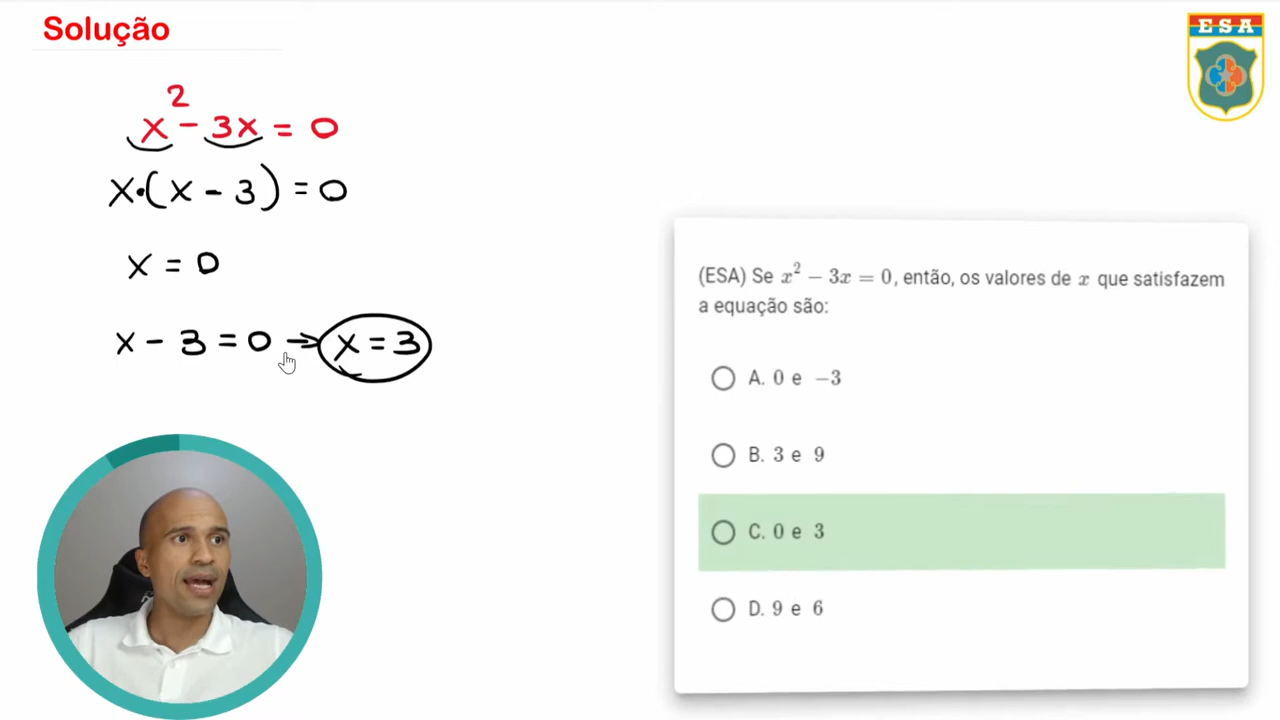 Solução
ESA
x² - 3x = 0
x·(x - 3) = 0
x = 0
x - 3 = 0 → x = 3
(ESA) Se x² − 3x = 0, então, os valores de x que satisfazem
a equação são:
A. 0 e −3
B. 3 e 9
C. 0 e 3
D. 9 e 6